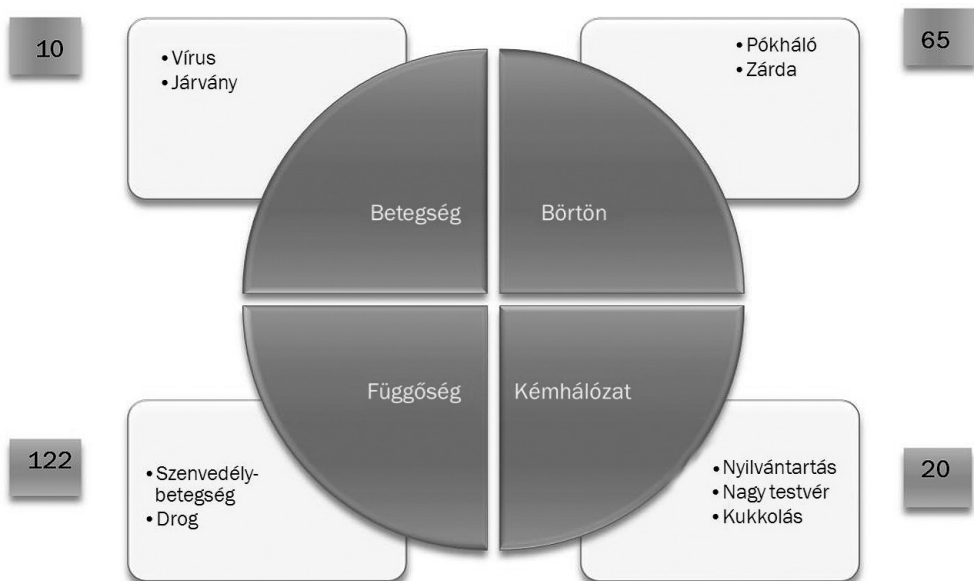 10
• Vírus
• Járvány
• Pókháló
• Zárda
65
Betegség
Börtön
Függőség
Kémhálózat
122
• Szenvedély-
betegség
• Drog
• Nyilvántartás
• Nagy testvér
• Kukkolás
20